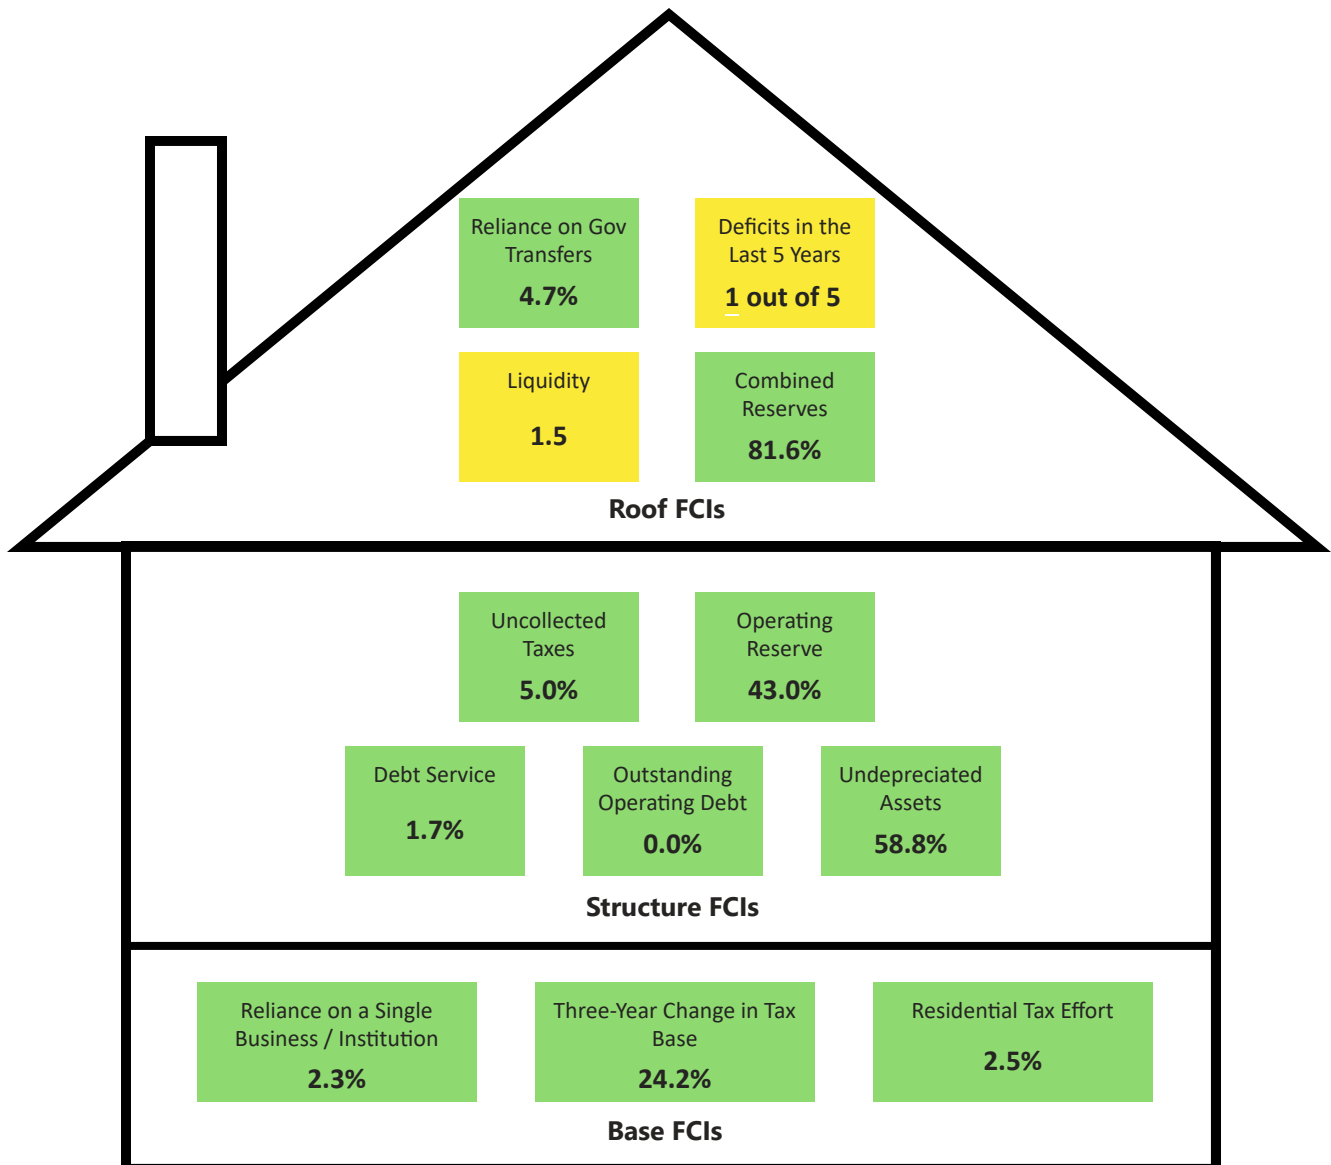 Reliance on Gov
Transfers
4.7%
Deficits in the
Last 5 Years
1 out of 5
Liquidity
1.5
Combined
Reserves
81.6%
Roof FCIs
Uncollected
Taxes
5.0%
Operating
Reserve
43.0%
Debt Service
1.7%
Outstanding
Operating Debt
0.0%
Undepreciated
Assets
58.8%
Structure FCIs
Reliance on a Single
Business / Institution
2.3%
Three-Year Change in Tax
Base
24.2%
Residential Tax Effort
2.5%
Base FCIs